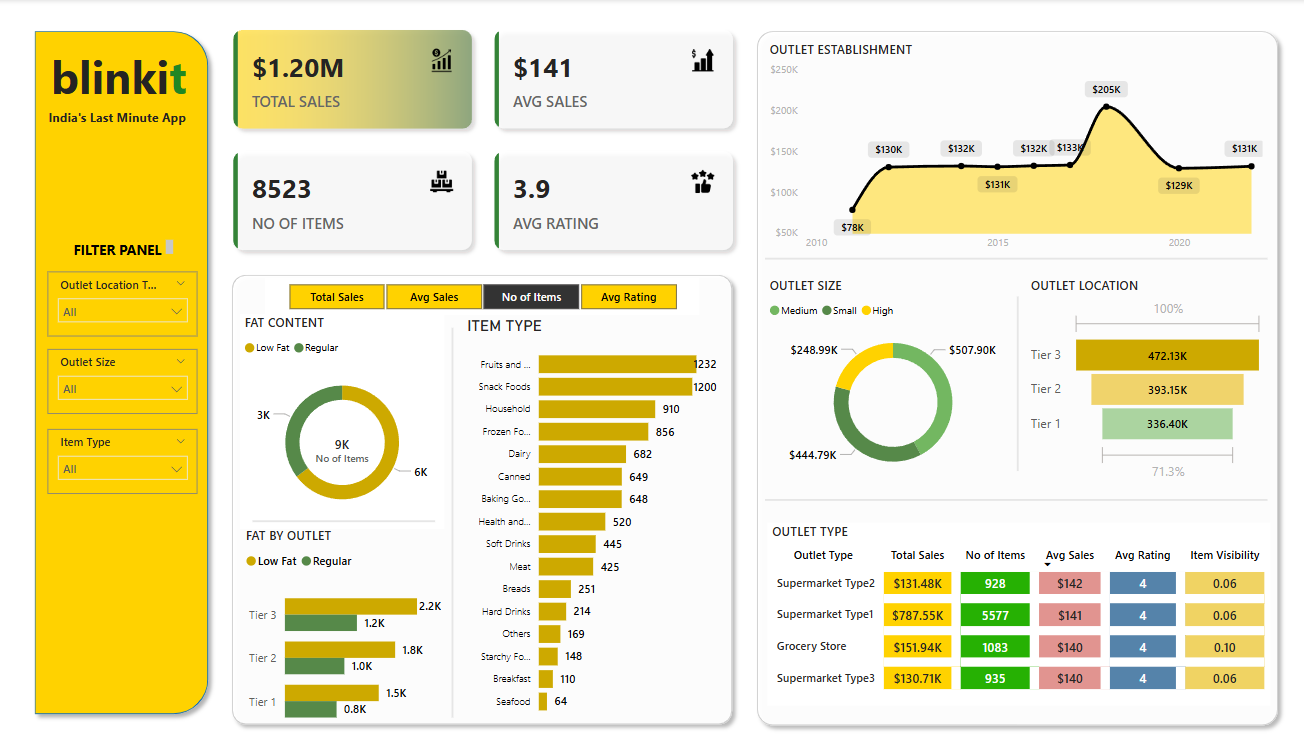 blinkit
India's Last Minute App
FILTER PANEL
Outlet Location T...
All
Outlet Size
All
Item Type
All
$1.20M
TOTAL SALES
$141
AVG SALES
8523
NO OF ITEMS
3.9
AVG RATING
Total Sales
Avg Sales
No of Items
Avg Rating
FAT CONTENT
Low Fat
Regular
3K
9K
No of Items
6K
FAT BY OUTLET
Low Fat
Regular
Tier 3
2.2K
1.2K
Tier 2
1.8K
1.0K
Tier 1
1.5K
0.8K
ITEM TYPE
Fruits and ... 1232
Snack Foods 1200
Household 910
Frozen Fo... 856
Dairy 682
Canned 649
Baking Go... 648
Health and... 520
Soft Drinks 445
Meat 425
Breads 251
Hard Drinks 214
Others 169
Starchy Fo... 148
Breakfast 110
Seafood 64
OUTLET ESTABLISHMENT
$250K
$200K
$150K
$100K
$50K
$78K
$130K
$132K
$131K
$132K
$133K
$205K
$129K
$131K
2010
2015
2020
OUTLET SIZE
Medium
Small
High
$248.99K
$507.90K
$444.79K
OUTLET LOCATION
100%
Tier 3 472.13K
Tier 2 393.15K
Tier 1 336.40K
71.3%
OUTLET TYPE
Outlet Type Total Sales No of Items Avg Sales Avg Rating Item Visibility
Supermarket Type2 $131.48K 928 $142 4 0.06
Supermarket Type1 $787.55K 5577 $141 4 0.06
Grocery Store $151.94K 1083 $140 4 0.10
Supermarket Type3 $130.71K 935 $140 4 0.06